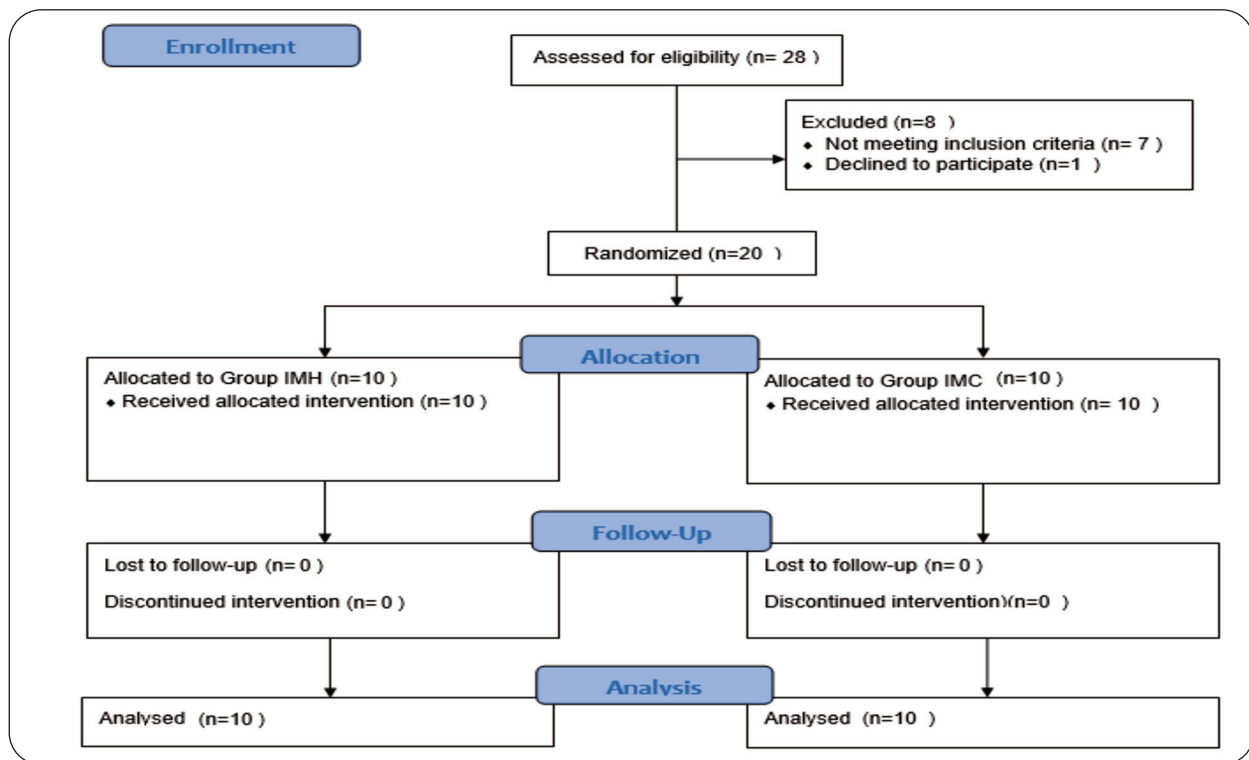 Enrollment
Assessed for eligibility (n= 28 )
Excluded (n=8 )
⬥ Not meeting inclusion criteria (n= 7 )
⬥ Declined to participate (n=1 )
Randomized (n=20 )
Allocation
Allocated to Group IMH (n=10 )
⬥ Received allocated intervention (n=10 )
Allocated to Group IMC (n=10 )
⬥ Received allocated intervention (n= 10 )
Follow-Up
Lost to follow-up (n= 0 )
Discontinued intervention (n= 0 )
Lost to follow-up (n= 0 )
Discontinued intervention)(n=0 )
Analysis
Analysed (n=10 )
Analysed (n=10 )